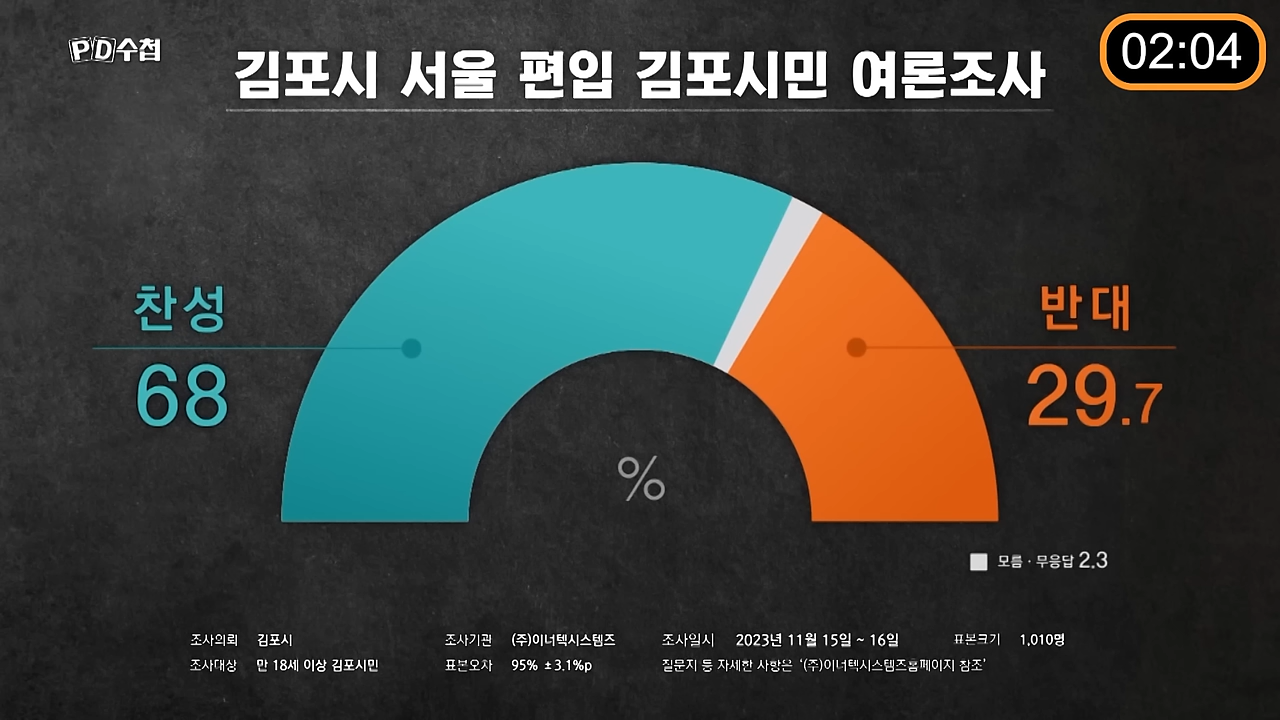 PD수첩
02:04
김포시 서울 편입 김포시민 여론조사
찬성
68
반대
29.7
%
모름·무응답 2.3
조사의뢰 김포시 조사기관 (주)이너텍시스템즈 조사일시 2023년 11월 15일 ~ 16일 표본크기 1,010명
조사대상 만 18세 이상 김포시민 표본오차 95% ±3.1%p 질문지 등 자세한 사항은 '(주)이너텍시스템즈홈페이지 참조'